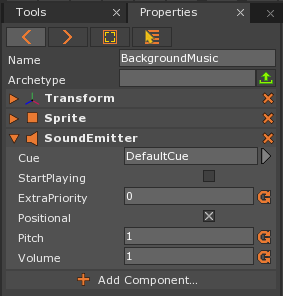 Tools Properties
Name BackgroundMusic
Archetype
Transform
Sprite
SoundEmitter
Cue DefaultCue
StartPlaying
ExtraPriority 0
Positional
Pitch 1
Volume 1
Add Component...